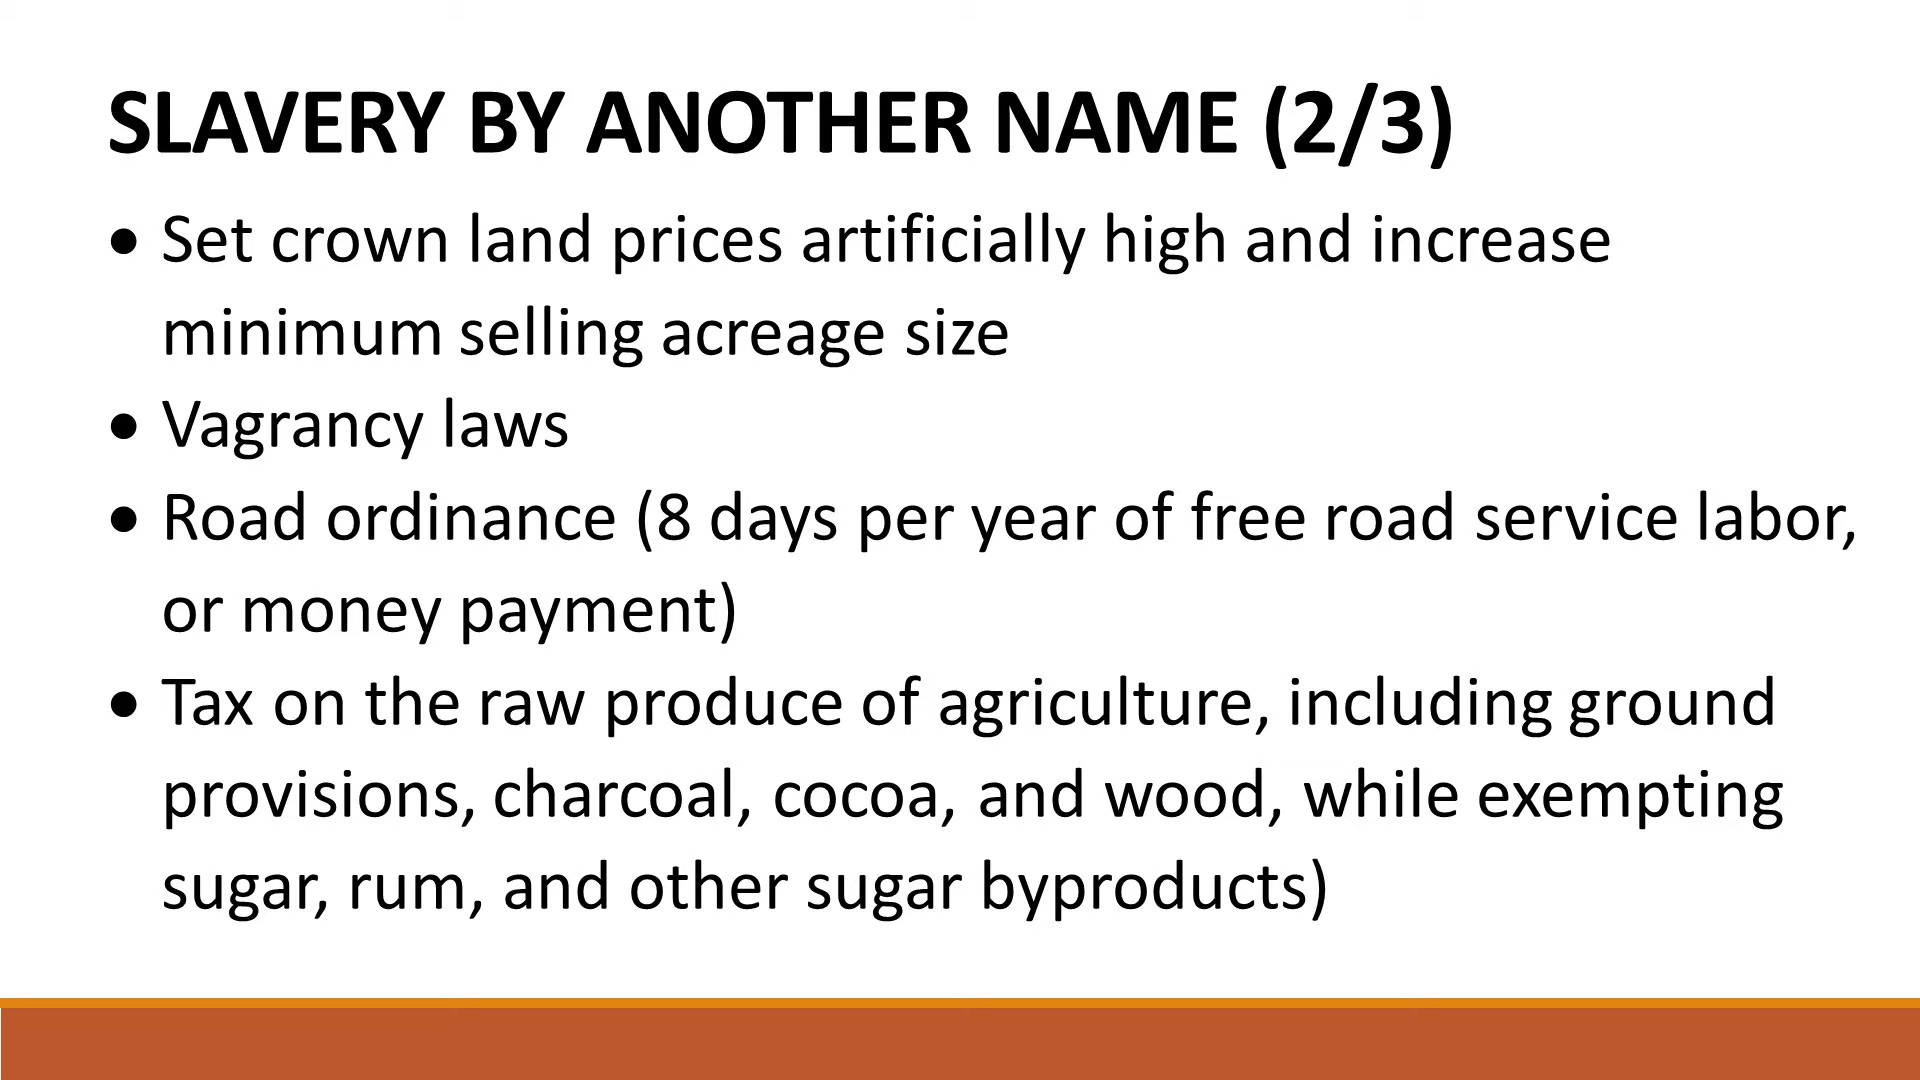 SLAVERY BY ANOTHER NAME (2/3)
• Set crown land prices artificially high and increase
minimum selling acreage size
• Vagrancy laws
• Road ordinance (8 days per year of free road service labor,
or money payment)
• Tax on the raw produce of agriculture, including ground
provisions, charcoal, cocoa, and wood, while exempting
sugar, rum, and other sugar byproducts)